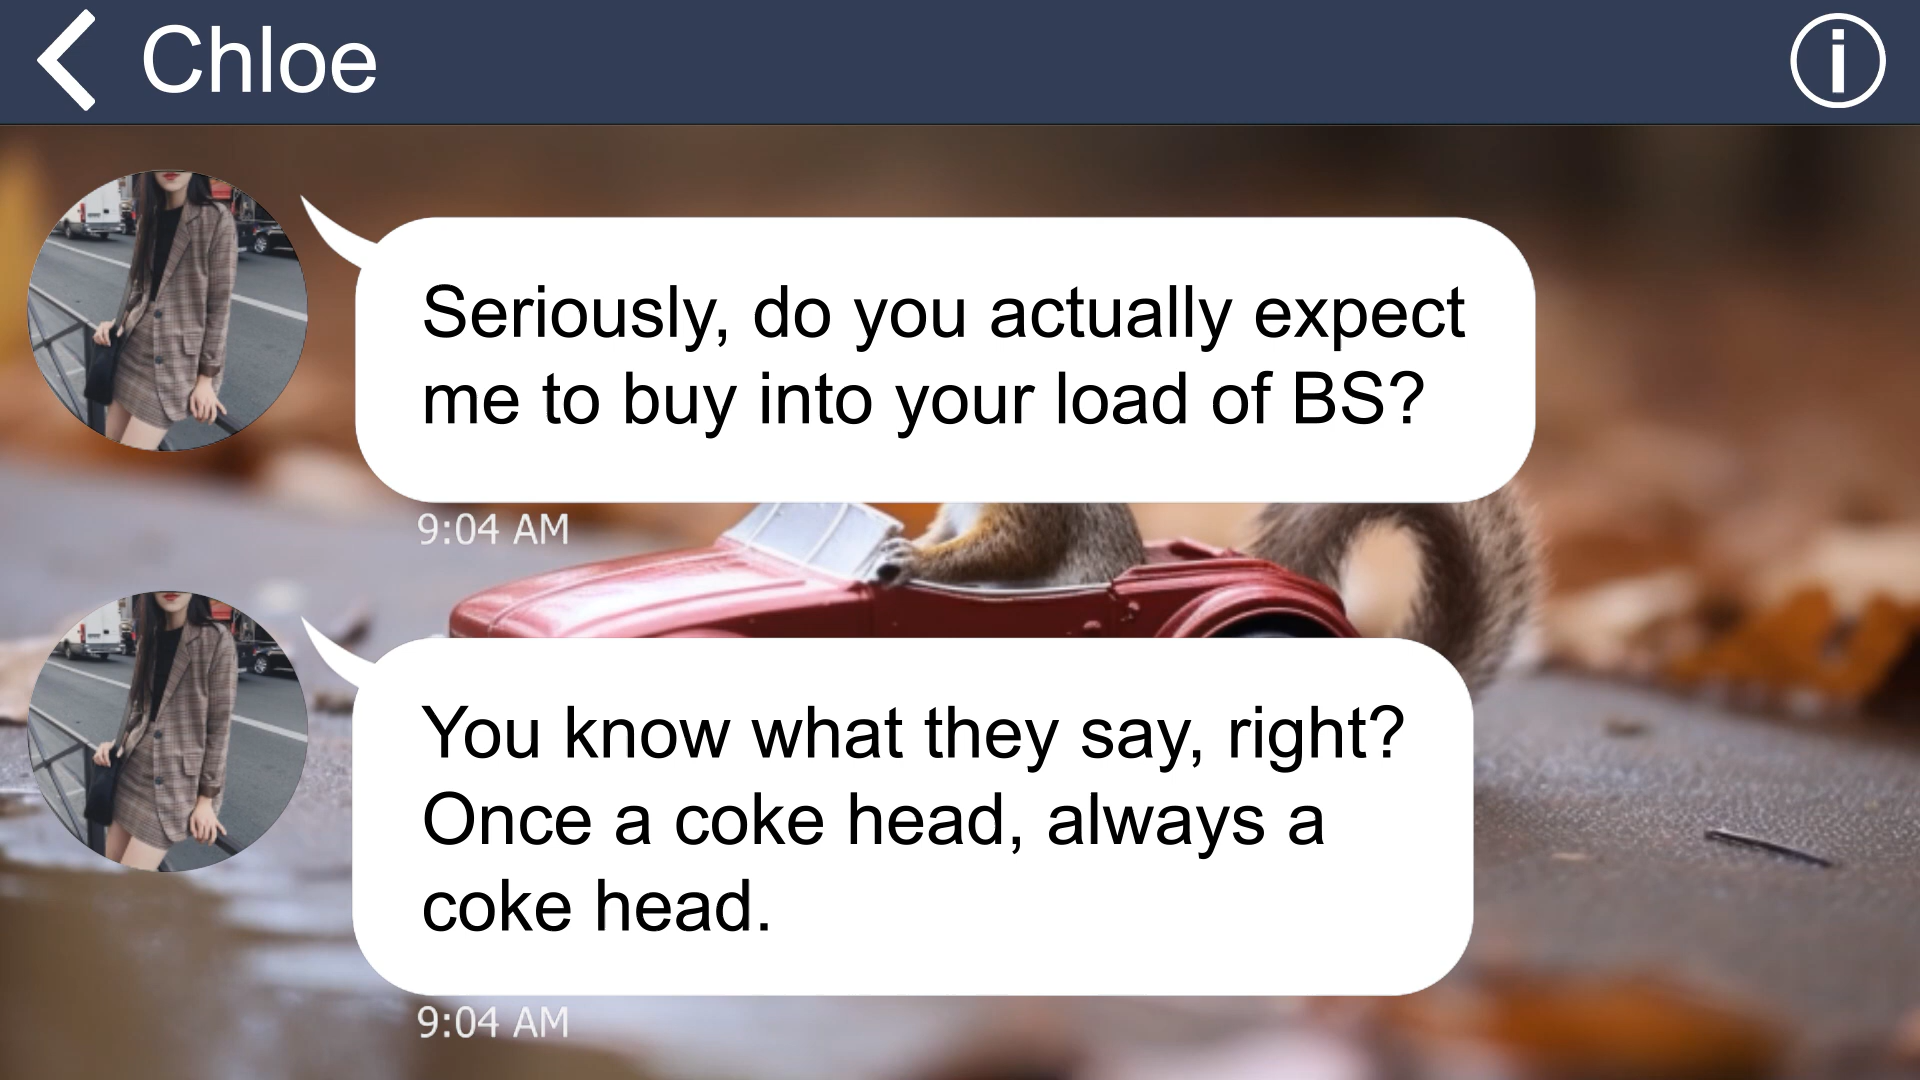 Chloe
Seriously, do you actually expect
me to buy into your load of BS?
9:04 AM
You know what they say, right?
Once a coke head, always a
coke head.
9:04 AM